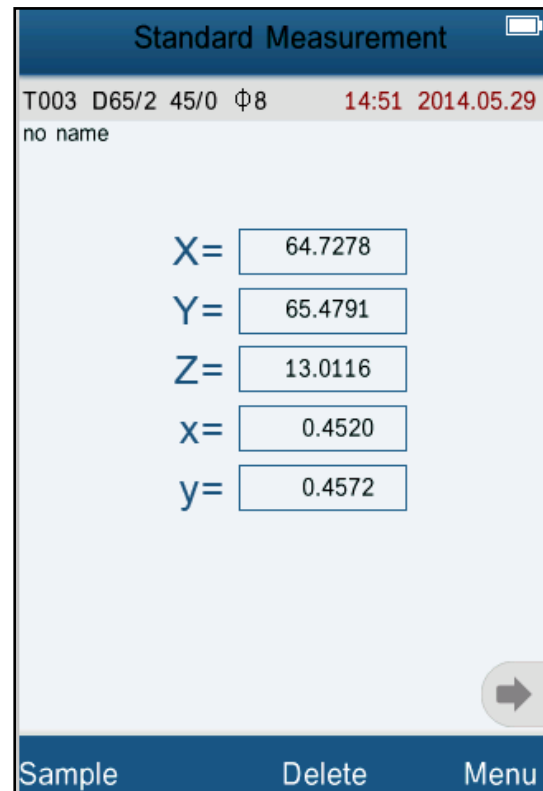 Standard Measurement
T003 D65/2 45/0 Φ8 14:51 2014.05.29
no name
X= 64.7278
Y= 65.4791
Z= 13.0116
x= 0.4520
y= 0.4572
Sample Delete Menu